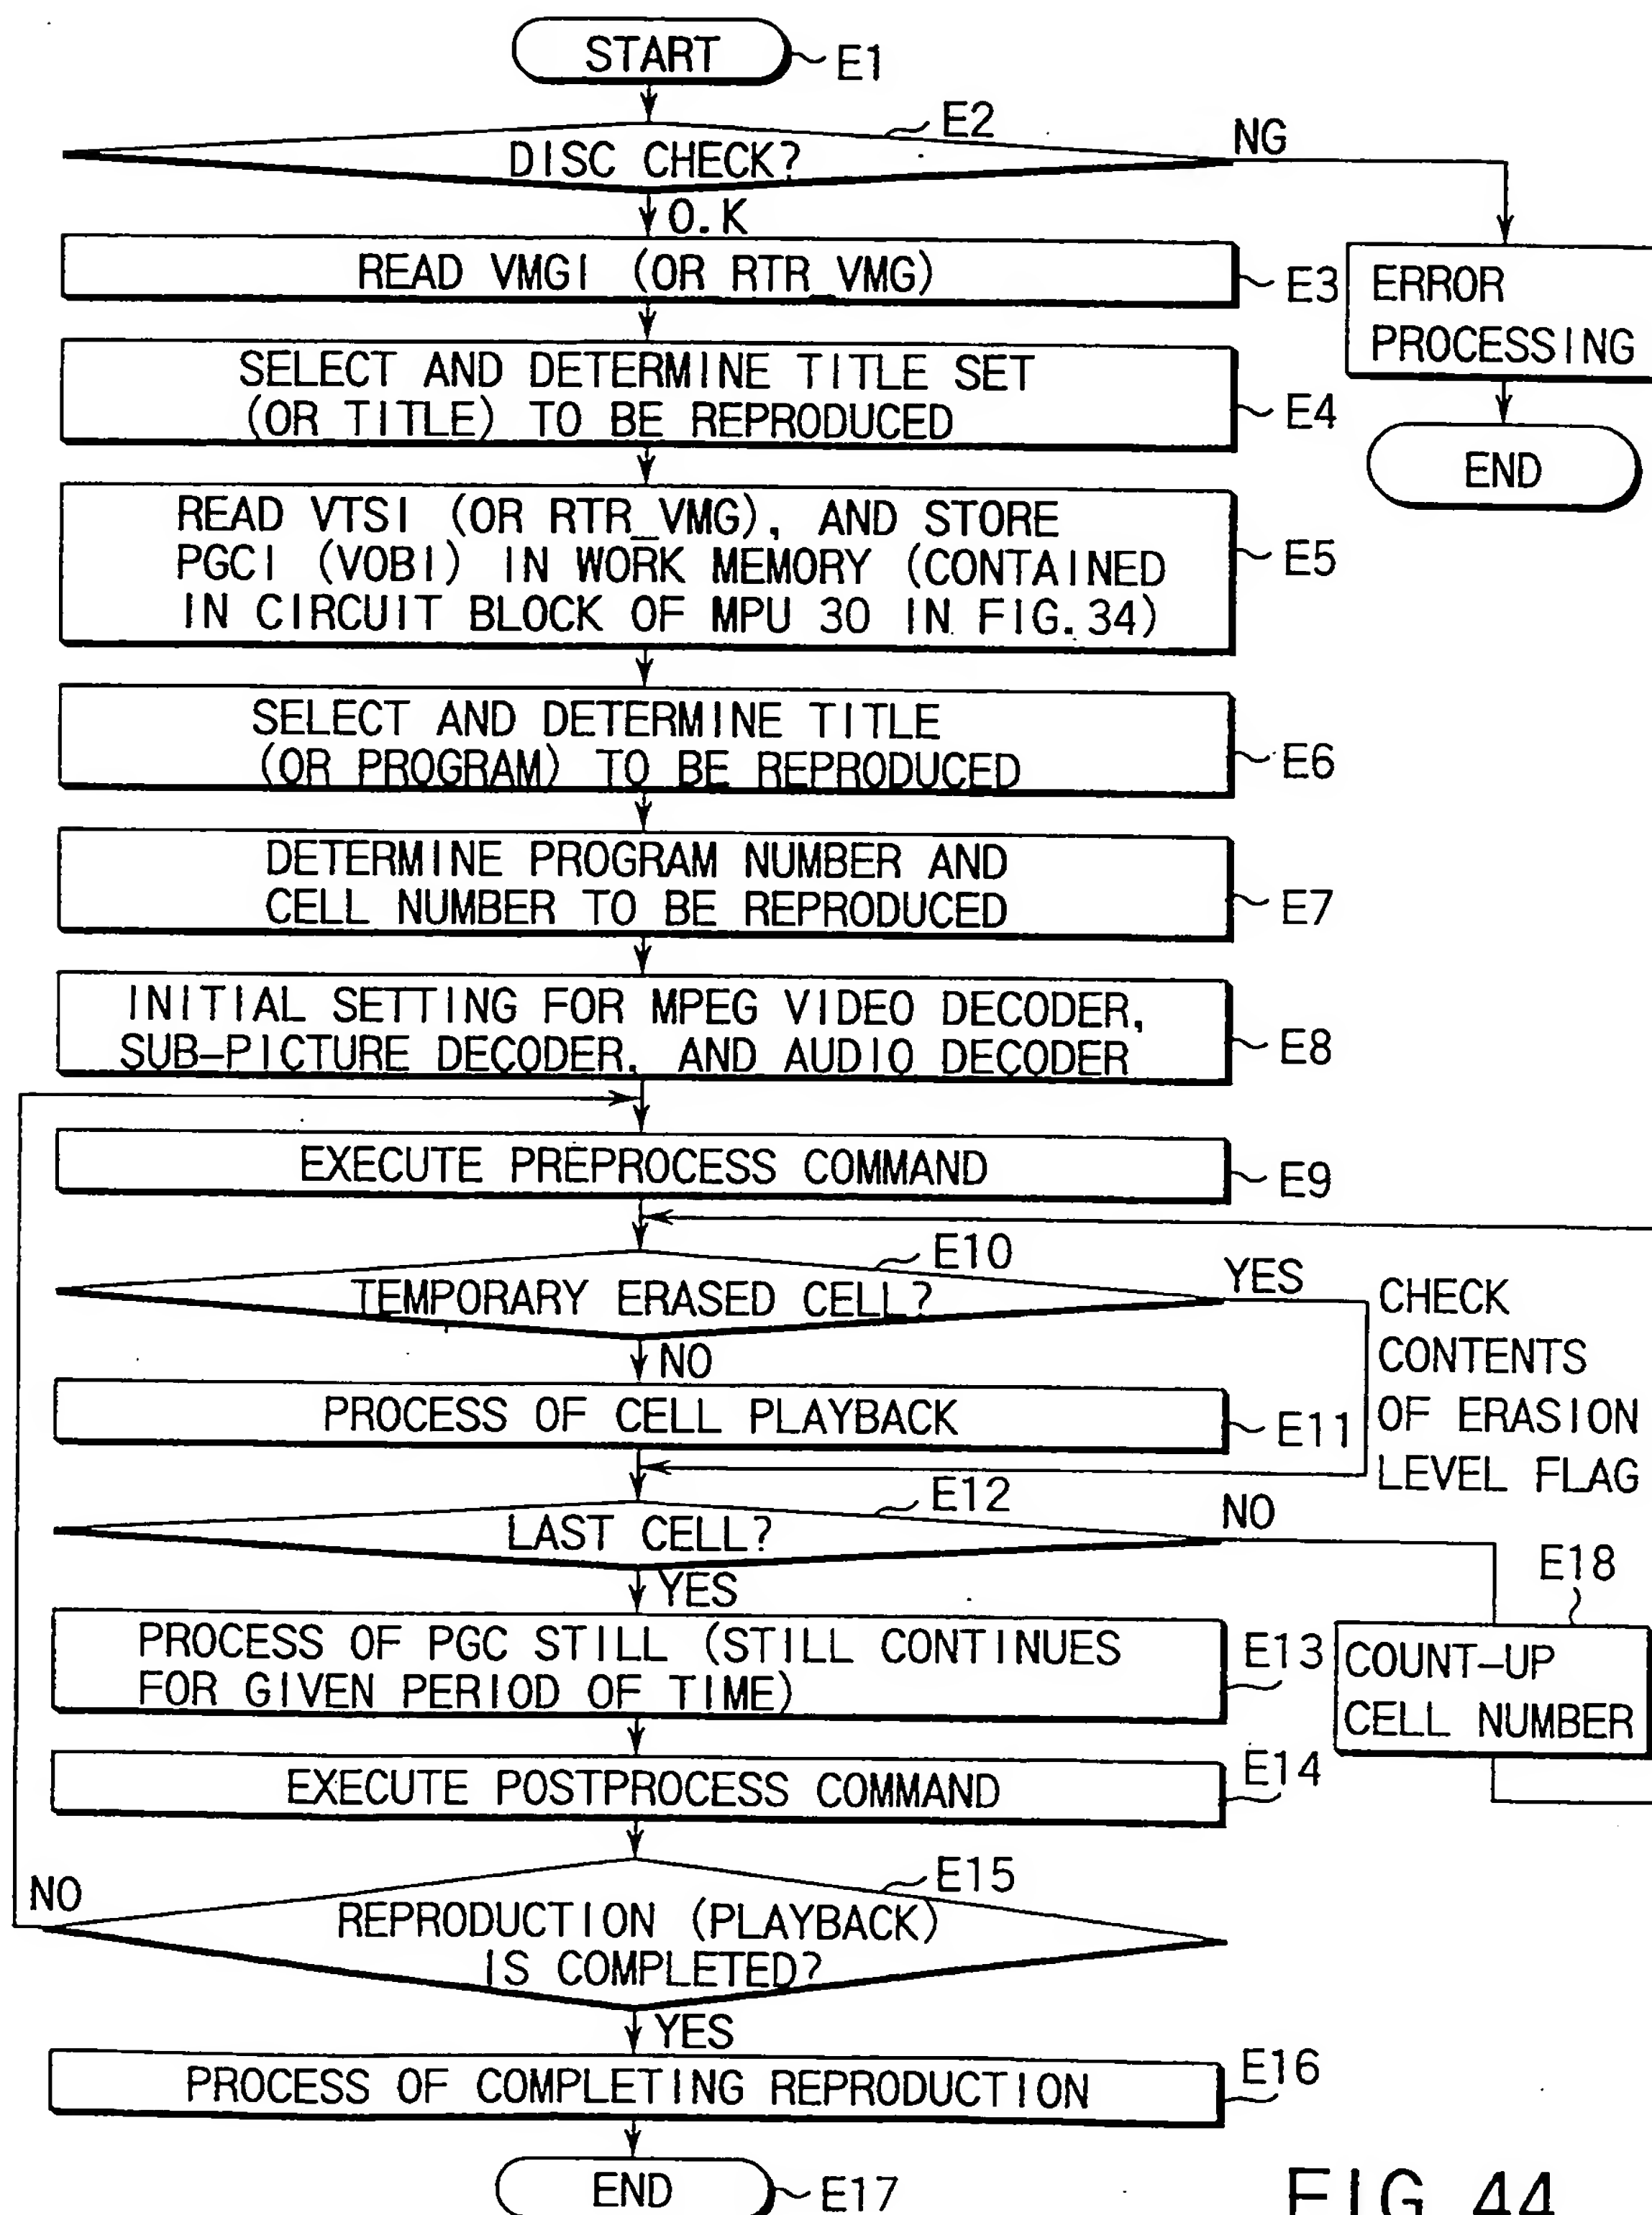 START
E1
E2
DISC CHECK?
NG
O.K
READ VMGI (OR RTR_VMG)
E3
ERROR
PROCESSING
END
SELECT AND DETERMINE TITLE SET
(OR TITLE) TO BE REPRODUCED
E4
READ VTSI (OR RTR_VMG), AND STORE
PGCI (VOBI) IN WORK MEMORY (CONTAINED
IN CIRCUIT BLOCK OF MPU 30 IN FIG.34)
E5
SELECT AND DETERMINE TITLE
(OR PROGRAM) TO BE REPRODUCED
E6
DETERMINE PROGRAM NUMBER AND
CELL NUMBER TO BE REPRODUCED
E7
INITIAL SETTING FOR MPEG VIDEO DECODER,
SUB-PICTURE DECODER, AND AUDIO DECODER
E8
EXECUTE PREPROCESS COMMAND
E9
E10
TEMPORARY ERASED CELL?
YES
CHECK
CONTENTS
OF ERASION
LEVEL FLAG
NO
PROCESS OF CELL PLAYBACK
E11
E12
LAST CELL?
NO
E18
COUNT-UP
CELL NUMBER
YES
PROCESS OF PGC STILL (STILL CONTINUES
FOR GIVEN PERIOD OF TIME)
E13
EXECUTE POSTPROCESS COMMAND
E14
E15
NO
REPRODUCTION (PLAYBACK)
IS COMPLETED?
YES
PROCESS OF COMPLETING REPRODUCTION
E16
END
E17
FIG. 44